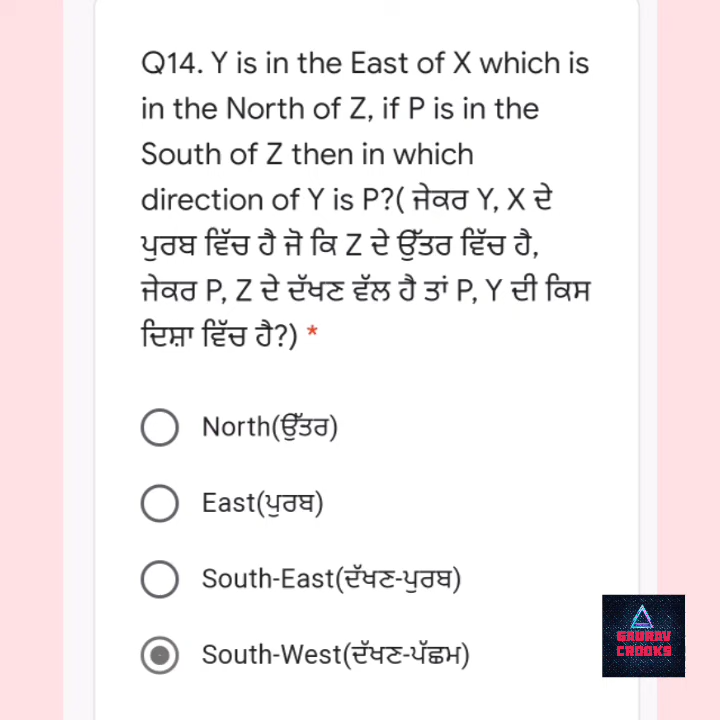 Q14. Y is in the East of X which is
in the North of Z, if P is in the
South of Z then in which
direction of Y is P?( ਜੇਕਰ Y, X ਦੇ
ਪੁਰਬ ਵਿੱਚ ਹੈ ਜੋ ਕਿ Z ਦੇ ਉੱਤਰ ਵਿੱਚ ਹੈ,
ਜੇਕਰ P, Z ਦੇ ਦੱਖਣ ਵੱਲ ਹੈ ਤਾਂ P, Y ਦੀ ਕਿਸ
ਦਿਸ਼ਾ ਵਿੱਚ ਹੈ?) *
North(ਉੱਤਰ)
East(ਪੁਰਬ)
South-East(ਦੱਖਣ-ਪੁਰਬ)
South-West(ਦੱਖਣ-ਪੱਛਮ)
GAURAV
CROOKS